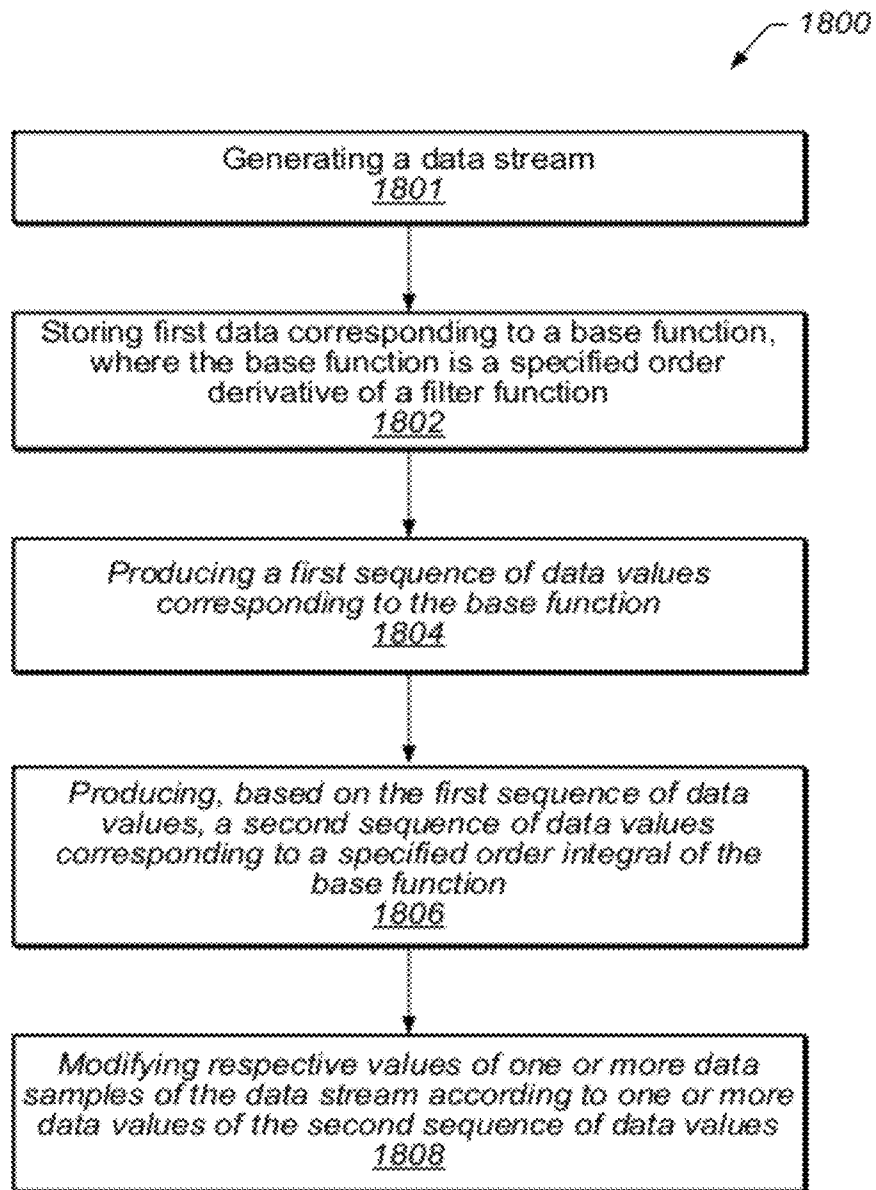 1800
Generating a data stream
1801
Storing first data corresponding to a base function,
where the base function is a specified order
derivative of a filter function
1802
Producing a first sequence of data values
corresponding to the base function
1804
Producing, based on the first sequence of data
values, a second sequence of data values
corresponding to a specified order integral of the
base function
1806
Modifying respective values of one or more data
samples of the data stream according to one or more
data values of the second sequence of data values
1808